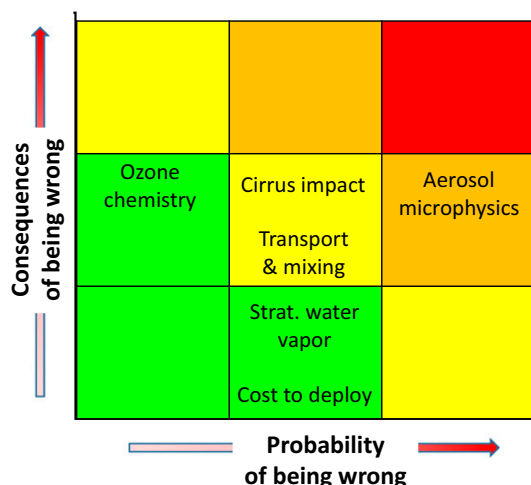 Consequences
of being wrong
Ozone
chemistry
Cirrus impact
Transport
& mixing
Aerosol
microphysics
Strat. water
vapor
Cost to deploy
Probability
of being wrong